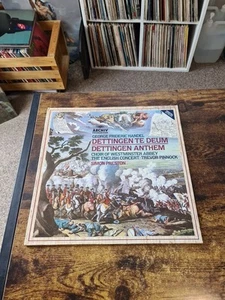 ARCHIV
GEORGE FRIDERIC HANDEL
DETTINGEN TE DEUM
DETTINGEN ANTHEM
CHOIR OF WESTMINSTER ABBEY
THE ENGLISH CONCERT · TREVOR PINNOCK
SIMON PRESTON